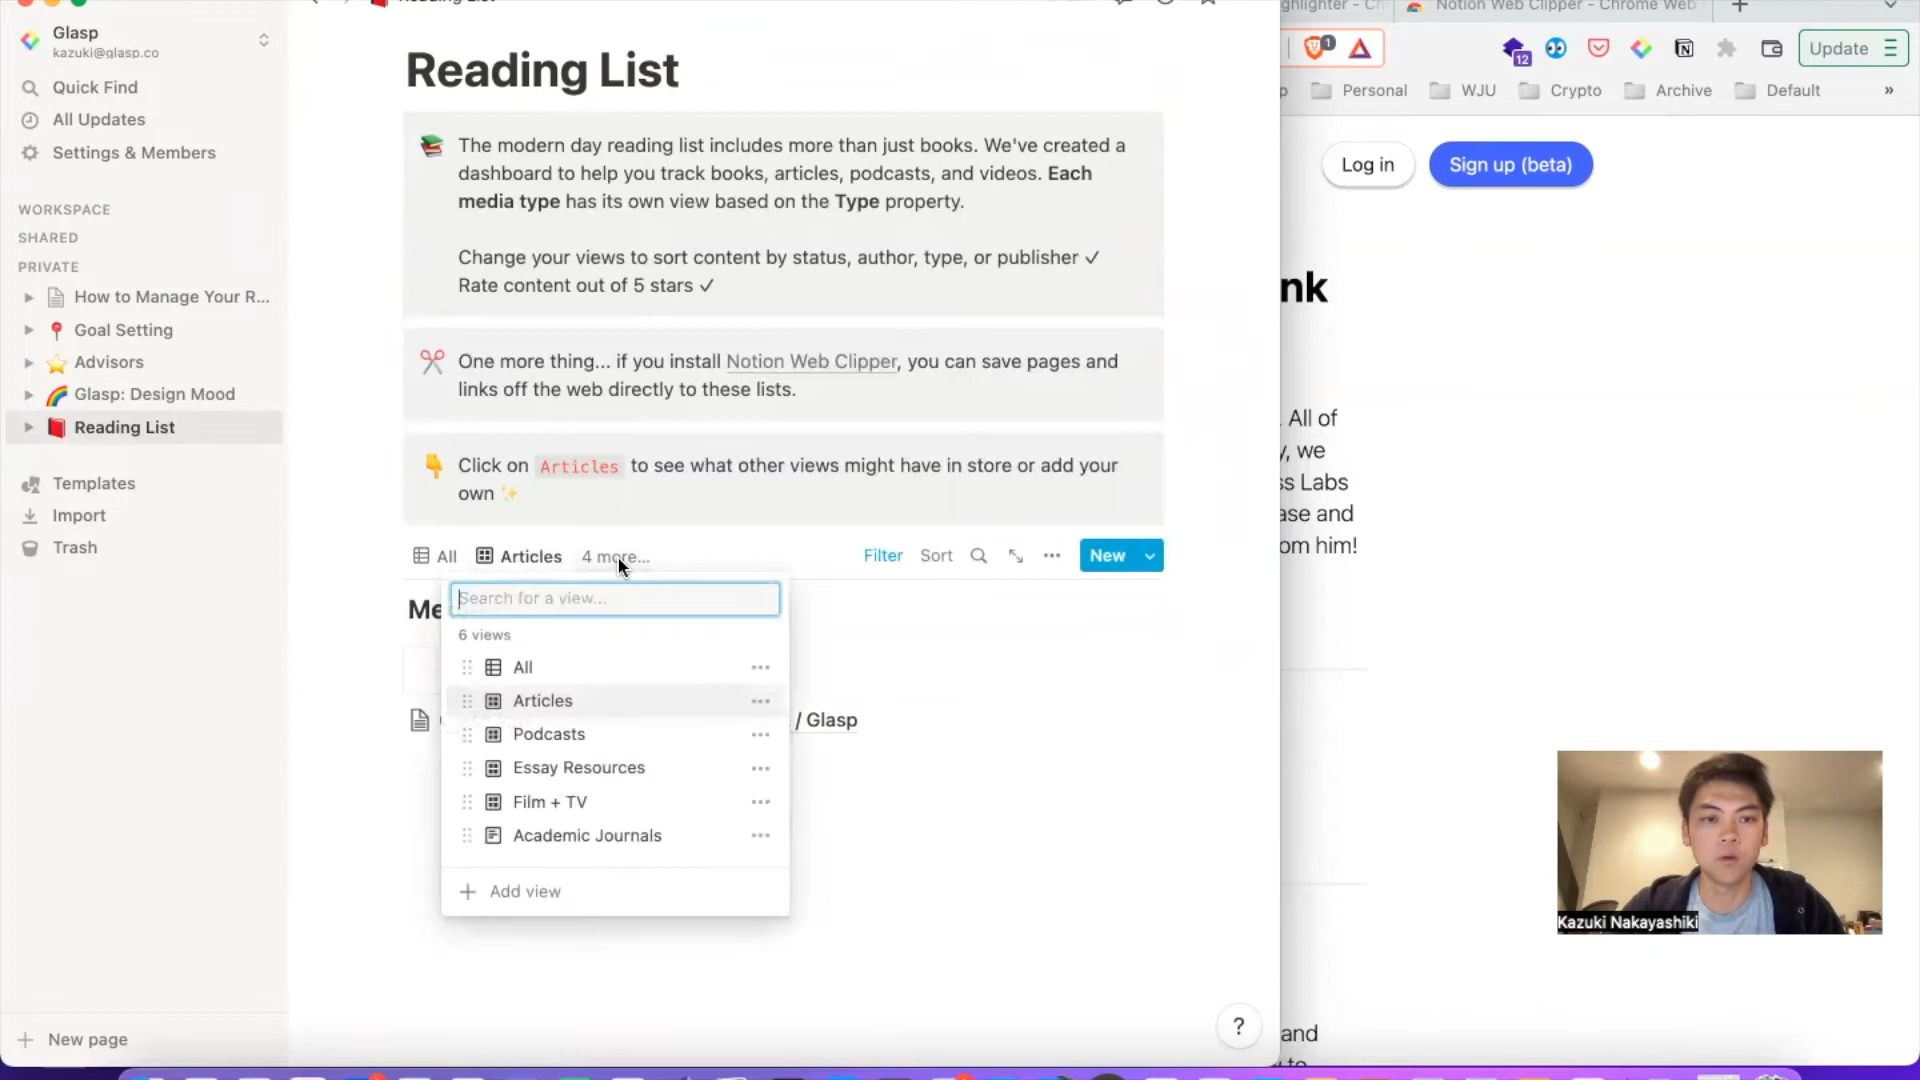 Glasp
kazuki@glasp.co
Quick Find
All Updates
Settings & Members
WORKSPACE
SHARED
PRIVATE
How to Manage Your R...
Goal Setting
Advisors
Glasp: Design Mood
Reading List
Templates
Import
Trash
New page
Reading List
Reading List
The modern day reading list includes more than just books. We've created a
dashboard to help you track books, articles, podcasts, and videos. Each
media type has its own view based on the Type property.
Change your views to sort content by status, author, type, or publisher ✓
Rate content out of 5 stars ✓
One more thing... if you install Notion Web Clipper, you can save pages and
links off the web directly to these lists.
Click on Articles to see what other views might have in store or add your
own ✨
All Articles 4 more... Filter Sort New
Me
Search for a view...
6 views
All
Articles
Podcasts
Essay Resources
Film + TV
Academic Journals
Add view
/ Glasp
?
ghlighter - Ch
Notion Web Clipper - Chrome Web
1
12
Update
p Personal WJU Crypto Archive Default »
Log in
Sign up (beta)
nk
. All of
y, we
ss Labs
ase and
om him!
and
to
Kazuki Nakayashiki